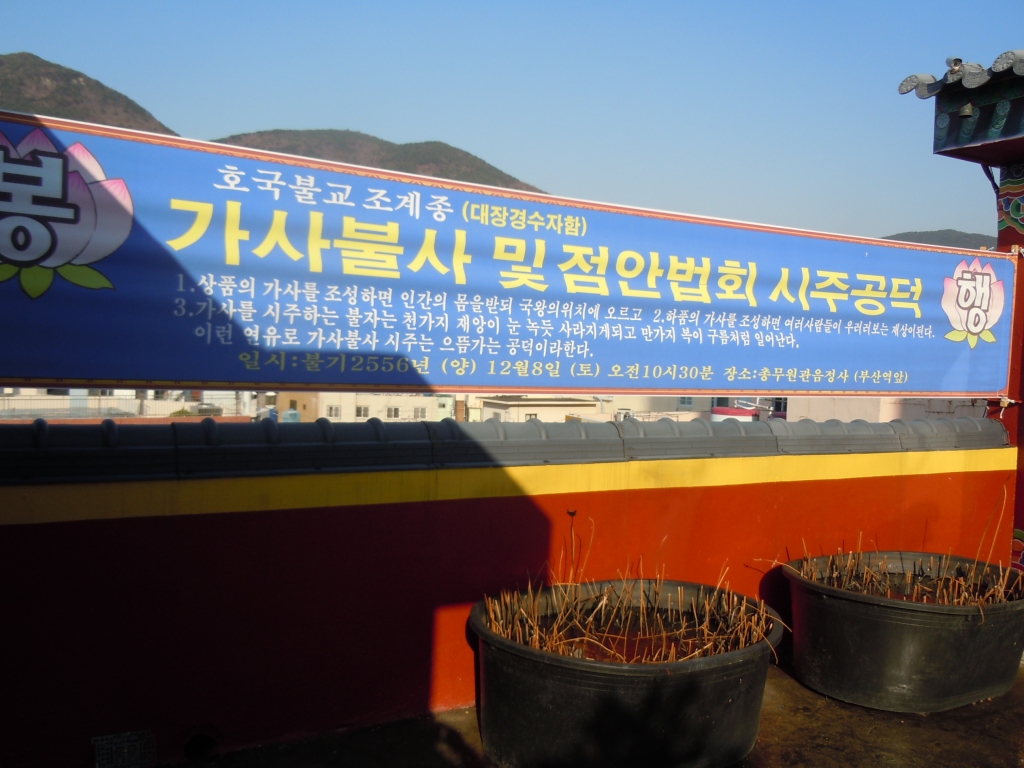 봉
호국불교 조계종 (대장경수자함)
가사불사 및 점안법회 시주공덕
1.상품의 가사를 조성하면 인간의 몸을받되 국왕의위치에 오르고 2.하품의 가사를 조성하면 여러사람들이 우러러보는 재상이된다.
3.가사를 시주하는 불자는 천가지 재앙이 눈 녹듯 사라지게되고 만가지 복이 구름처럼 일어난다.
이런 연유로 가사불사 시주는 으뜸가는 공덕이라한다.
일시:불기2556년 (양) 12월8일 (토) 오전10시30분 장소:총무원관음정사 (부산역앞)
행